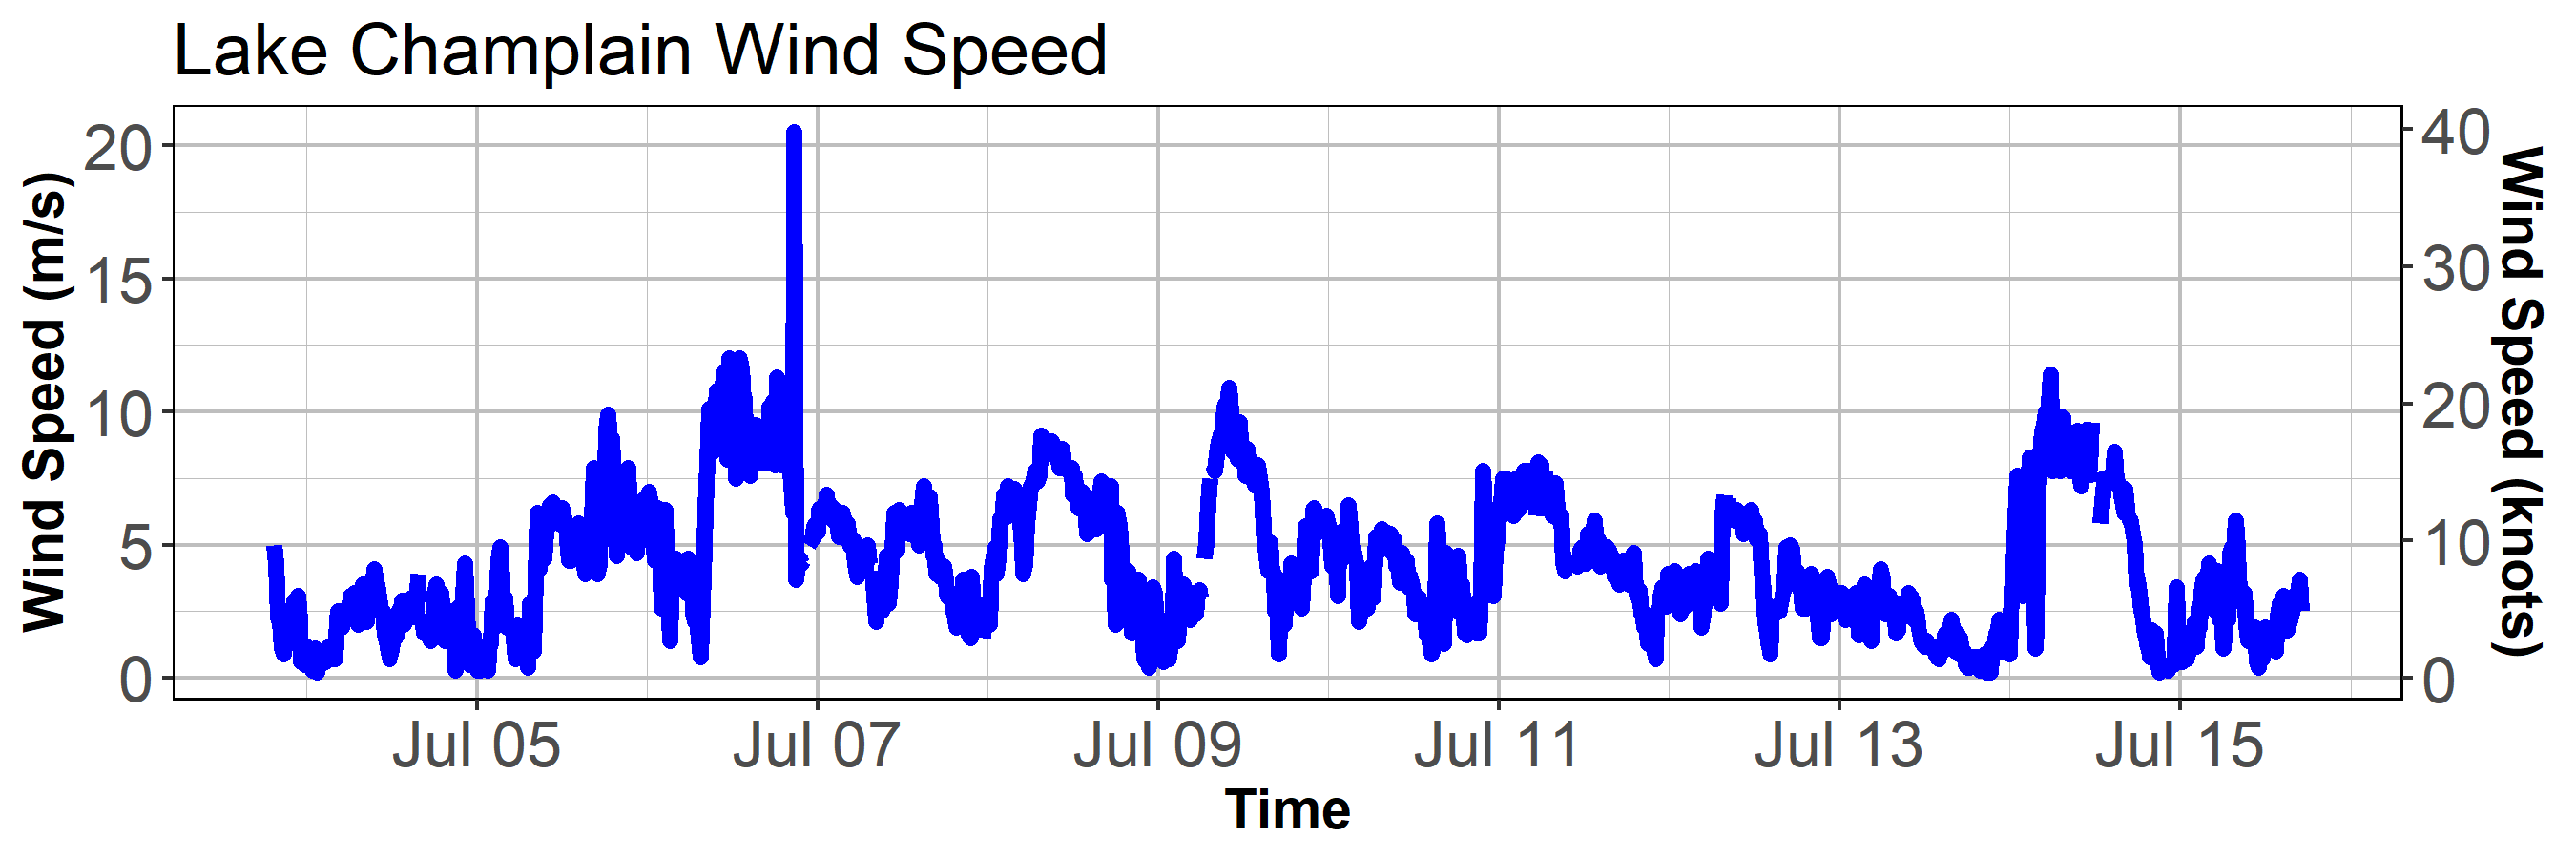 Lake Champlain Wind Speed
Wind Speed (m/s)
20
15
10
5
0
40
30
20
10
0
Wind Speed (knots)
Jul 05
Jul 07
Jul 09
Jul 11
Jul 13
Jul 15
Time